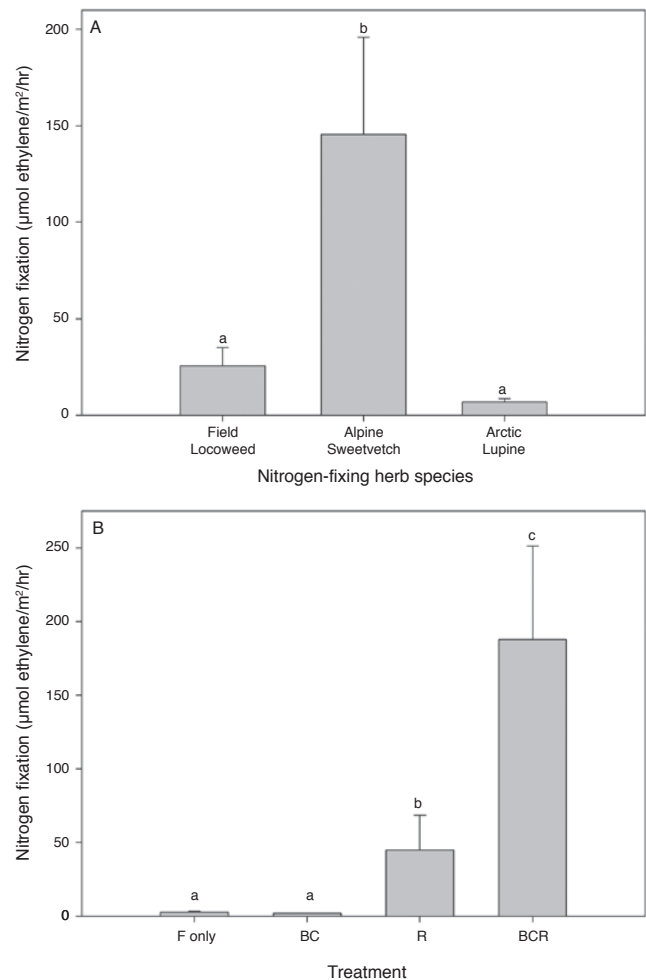 A
200
150
100
50
0
Nitrogen fixation (µmol ethylene/m²/hr)
a
b
a
Field
Locoweed
Alpine
Sweetvetch
Arctic
Lupine
Nitrogen-fixing herb species
B
250
200
150
100
50
0
Nitrogen fixation (µmol ethylene/m²/hr)
a
a
b
c
F only
BC
R
BCR
Treatment